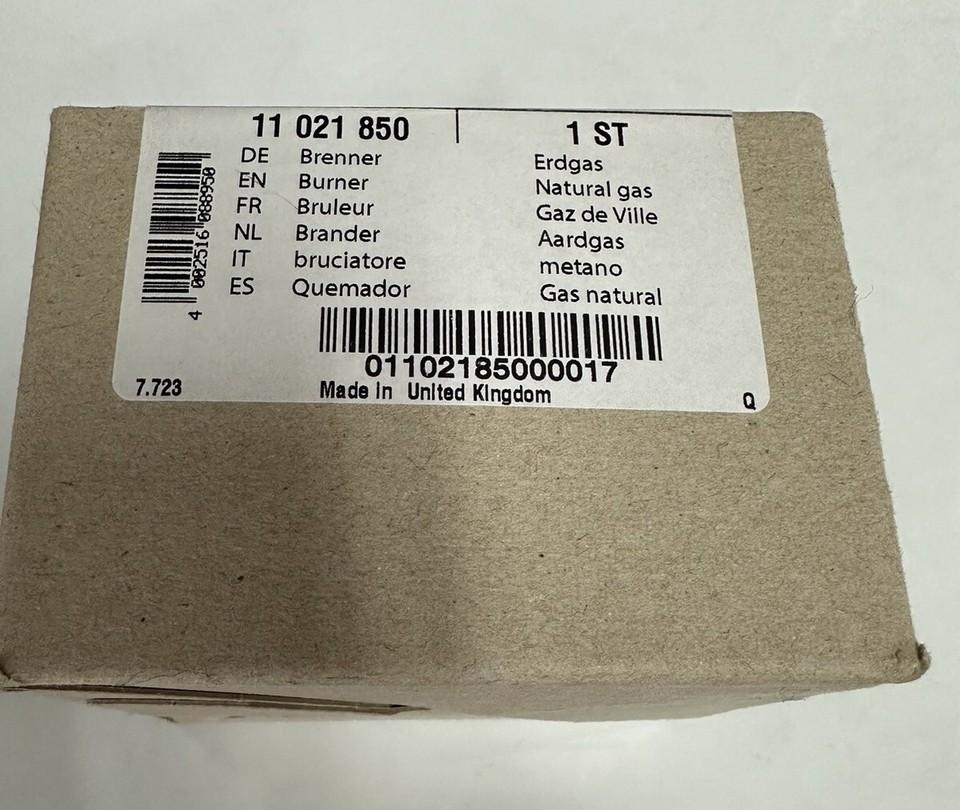 11 021 850 1 ST
DE Brenner Erdgas
EN Burner Natural gas
FR Bruleur Gaz de Ville
NL Brander Aardgas
IT bruciatore metano
ES Quemador Gas natural
4 002516 088950
01102185000017
7.723 Made in United Kingdom Q